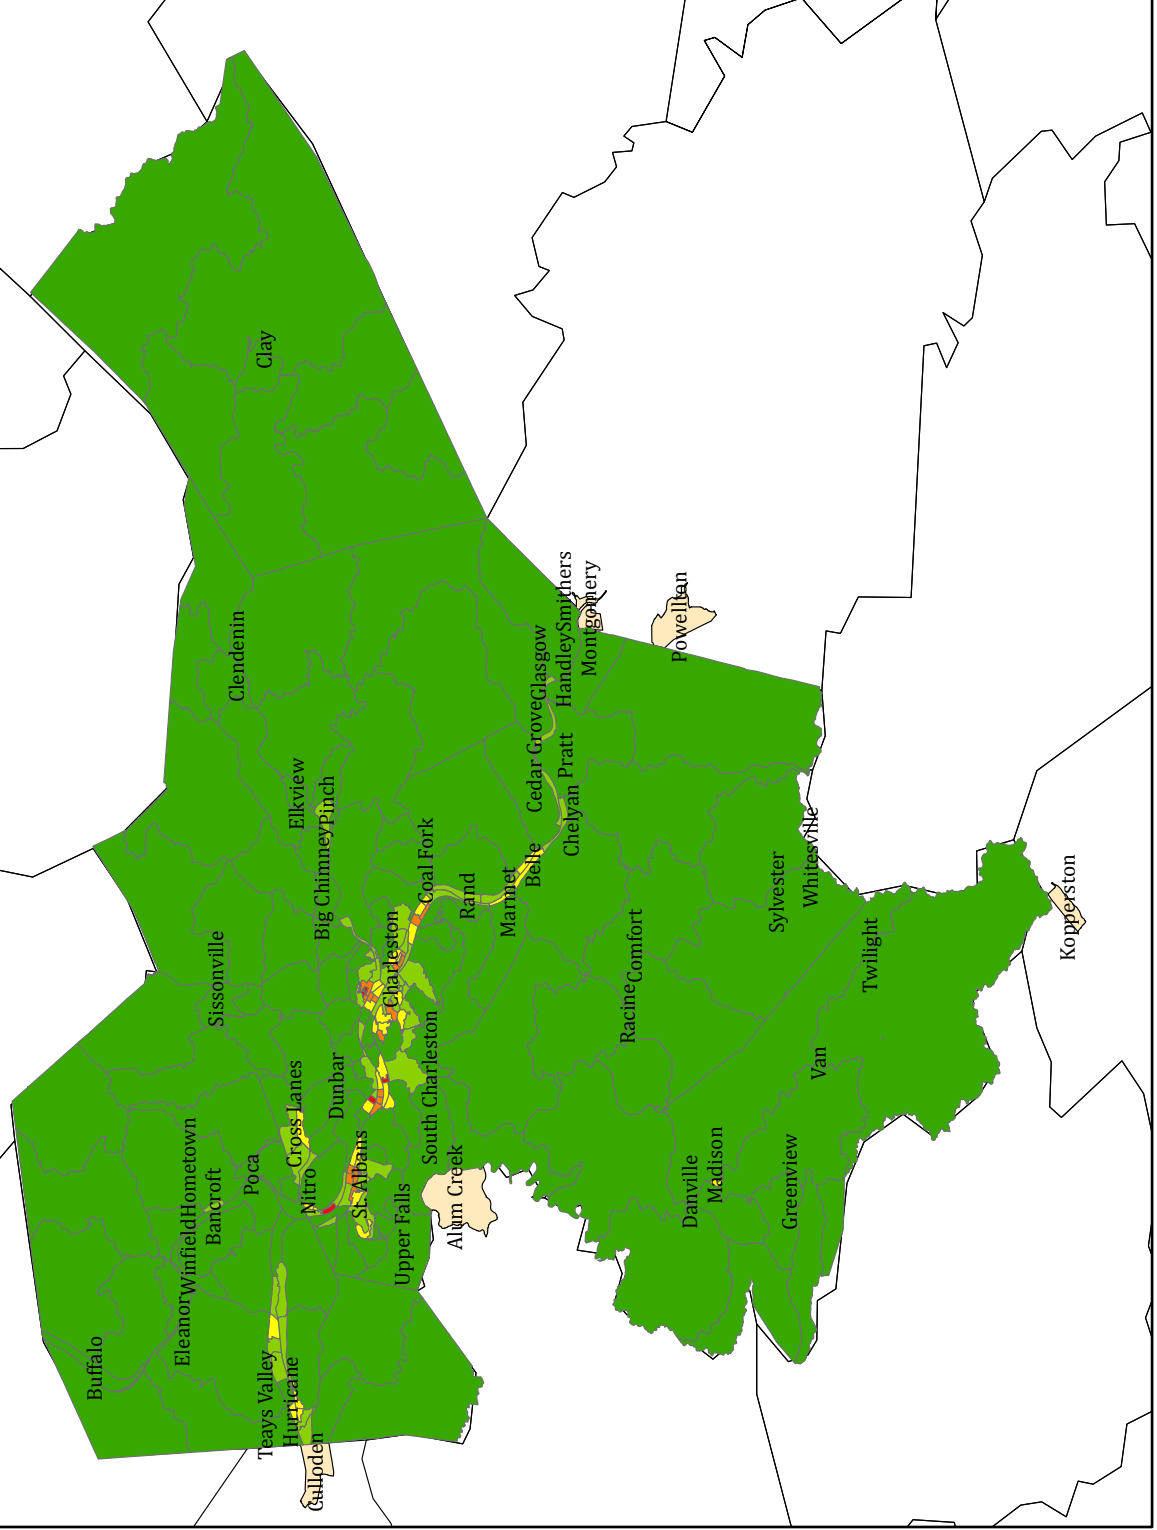 Clay
Clendenin
Elkview
Pinch
Big Chimney
Sissonville
Coal Fork
Rand
Marmet
Belle
Chelyan
Pratt
Cedar Grove
Glasgow
Handley
Smithers
Montgomery
Powellton
Charleston
South Charleston
Dunbar
Cross Lanes
Nitro
St. Albans
Upper Falls
Alum Creek
Poca
Bancroft
Hometown
Winfield
Eleanor
Buffalo
Teays Valley
Hurricane
Culloden
Racine
Comfort
Sylvester
Whitesville
Twilight
Kopperston
Van
Madison
Danville
Greenview